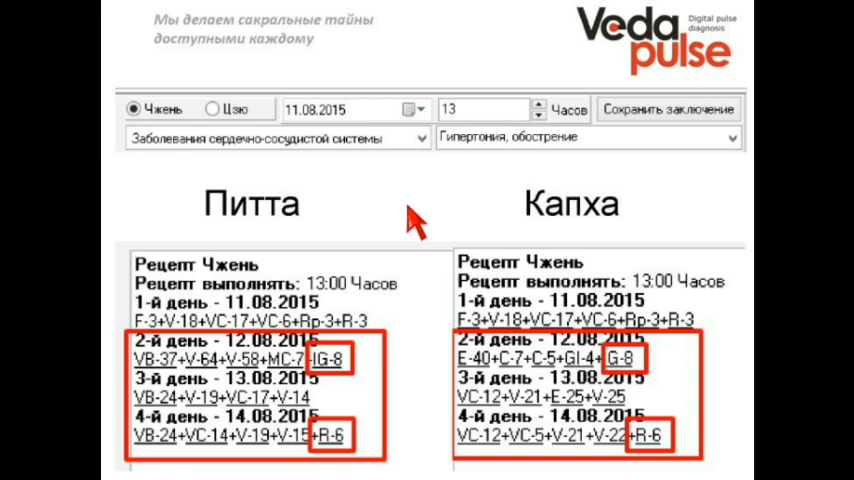 Мы делаем сакральные тайны
доступными каждому
Veda
pulse
Digital pulse
diagnosis
Чжень Цзю 11.08.2015 13 Часов Сохранить заключение
Заболевания сердечно-сосудистой системы Гипертония, обострение
Питта
Капха
Рецепт Чжень
Рецепт выполнять: 13:00 Часов
1-й день - 11.08.2015
F-3+V-18+VC-17+VC-6+Rp-3+R-3
2-й день - 12.08.2015
VB-37+V-64+V-58+MC-7+IG-8
3-й день - 13.08.2015
VB-24+V-19+VC-17+V-14
4-й день - 14.08.2015
VB-24+VC-14+V-19+V-15+R-6
Рецепт Чжень
Рецепт выполнять: 13:00 Часов
1-й день - 11.08.2015
F-3+V-18+VC-17+VC-6+Rp-3+R-3
2-й день - 12.08.2015
E-40+C-7+C-5+GI-4+IG-8
3-й день - 13.08.2015
VC-12+V-21+E-25+V-25
4-й день - 14.08.2015
VC-12+VC-5+V-21+V-22+R-6